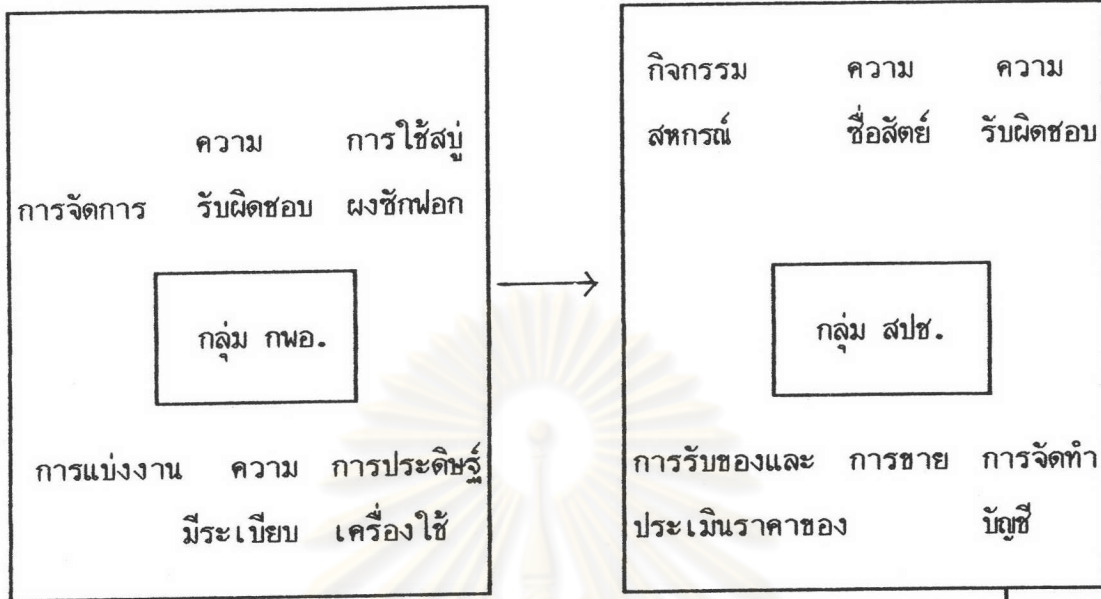 ความ การใช้สบู่
การจัดการ รับผิดชอบ ผงซักฟอก
กลุ่ม กพอ.
การแบ่งงาน ความ การประดิษฐ์
มีระเบียบ เครื่องใช้
กิจกรรม ความ ความ
สหกรณ์ ซื่อสัตย์ รับผิดชอบ
กลุ่ม สปช.
การรับของและ การขาย การจัดทำ
ประเมินราคาของ บัญชี